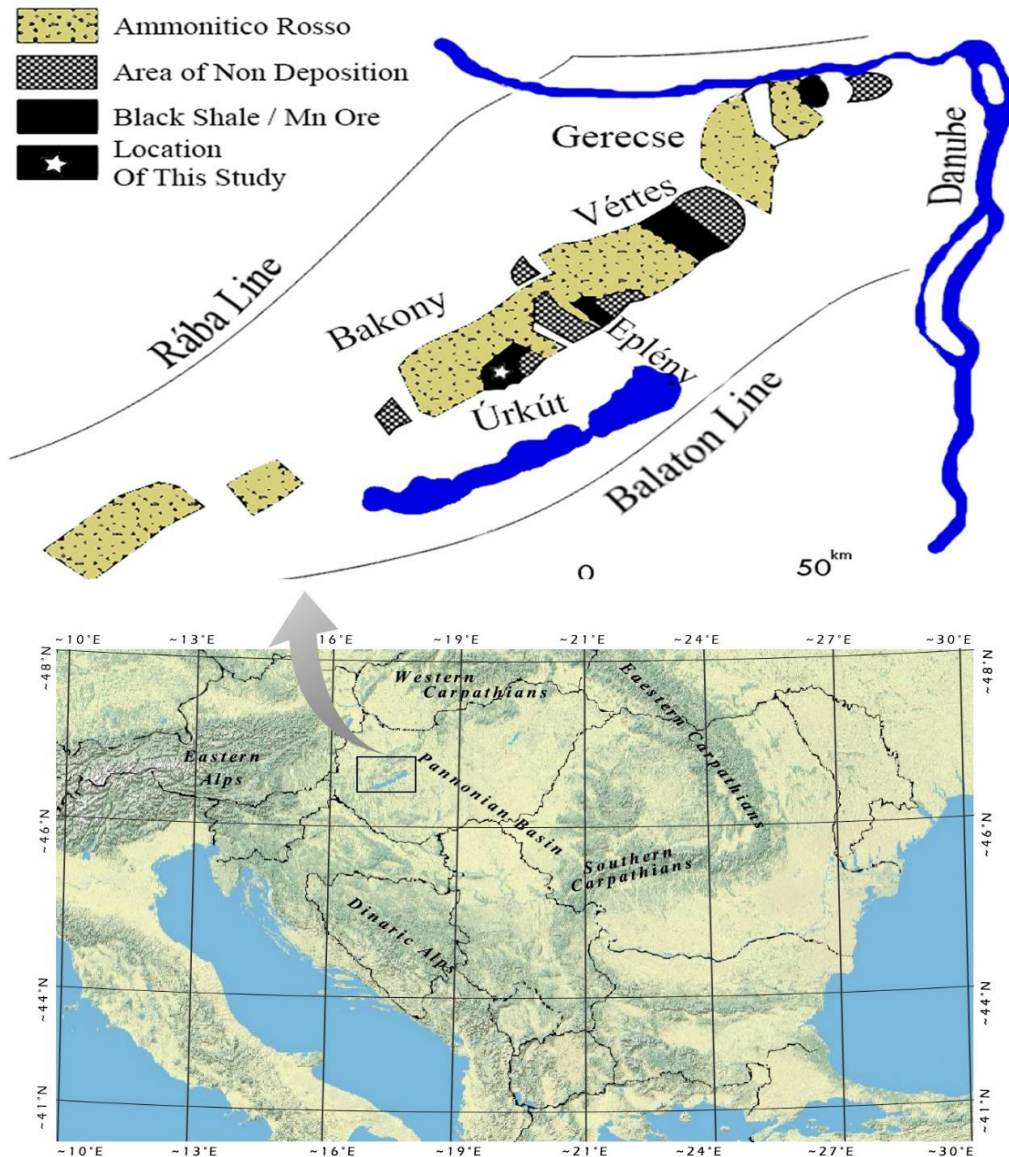 Ammonitico Rosso
Area of Non Deposition
Black Shale / Mn Ore
Location
Of This Study
Gerecse
Vértes
Danube
Rába Line
Bakony
Eplény
Úrkút
Balaton Line
0
50km
~10°E
~13°E
~16°E
~19°E
~21°E
~24°E
~27°E
~30°E
~48°N
~48°N
Western
Carpathians
Eaestern Carpathians
Eastern
Alps
Pannonian Basin
~46°N
~46°N
Southern
Carpathians
Dinaric Alps
~44°N
~44°N
~41°N
~41°N
~10°E
~13°E
~16°E
~19°E
~21°E
~24°E
~27°E
~30°E